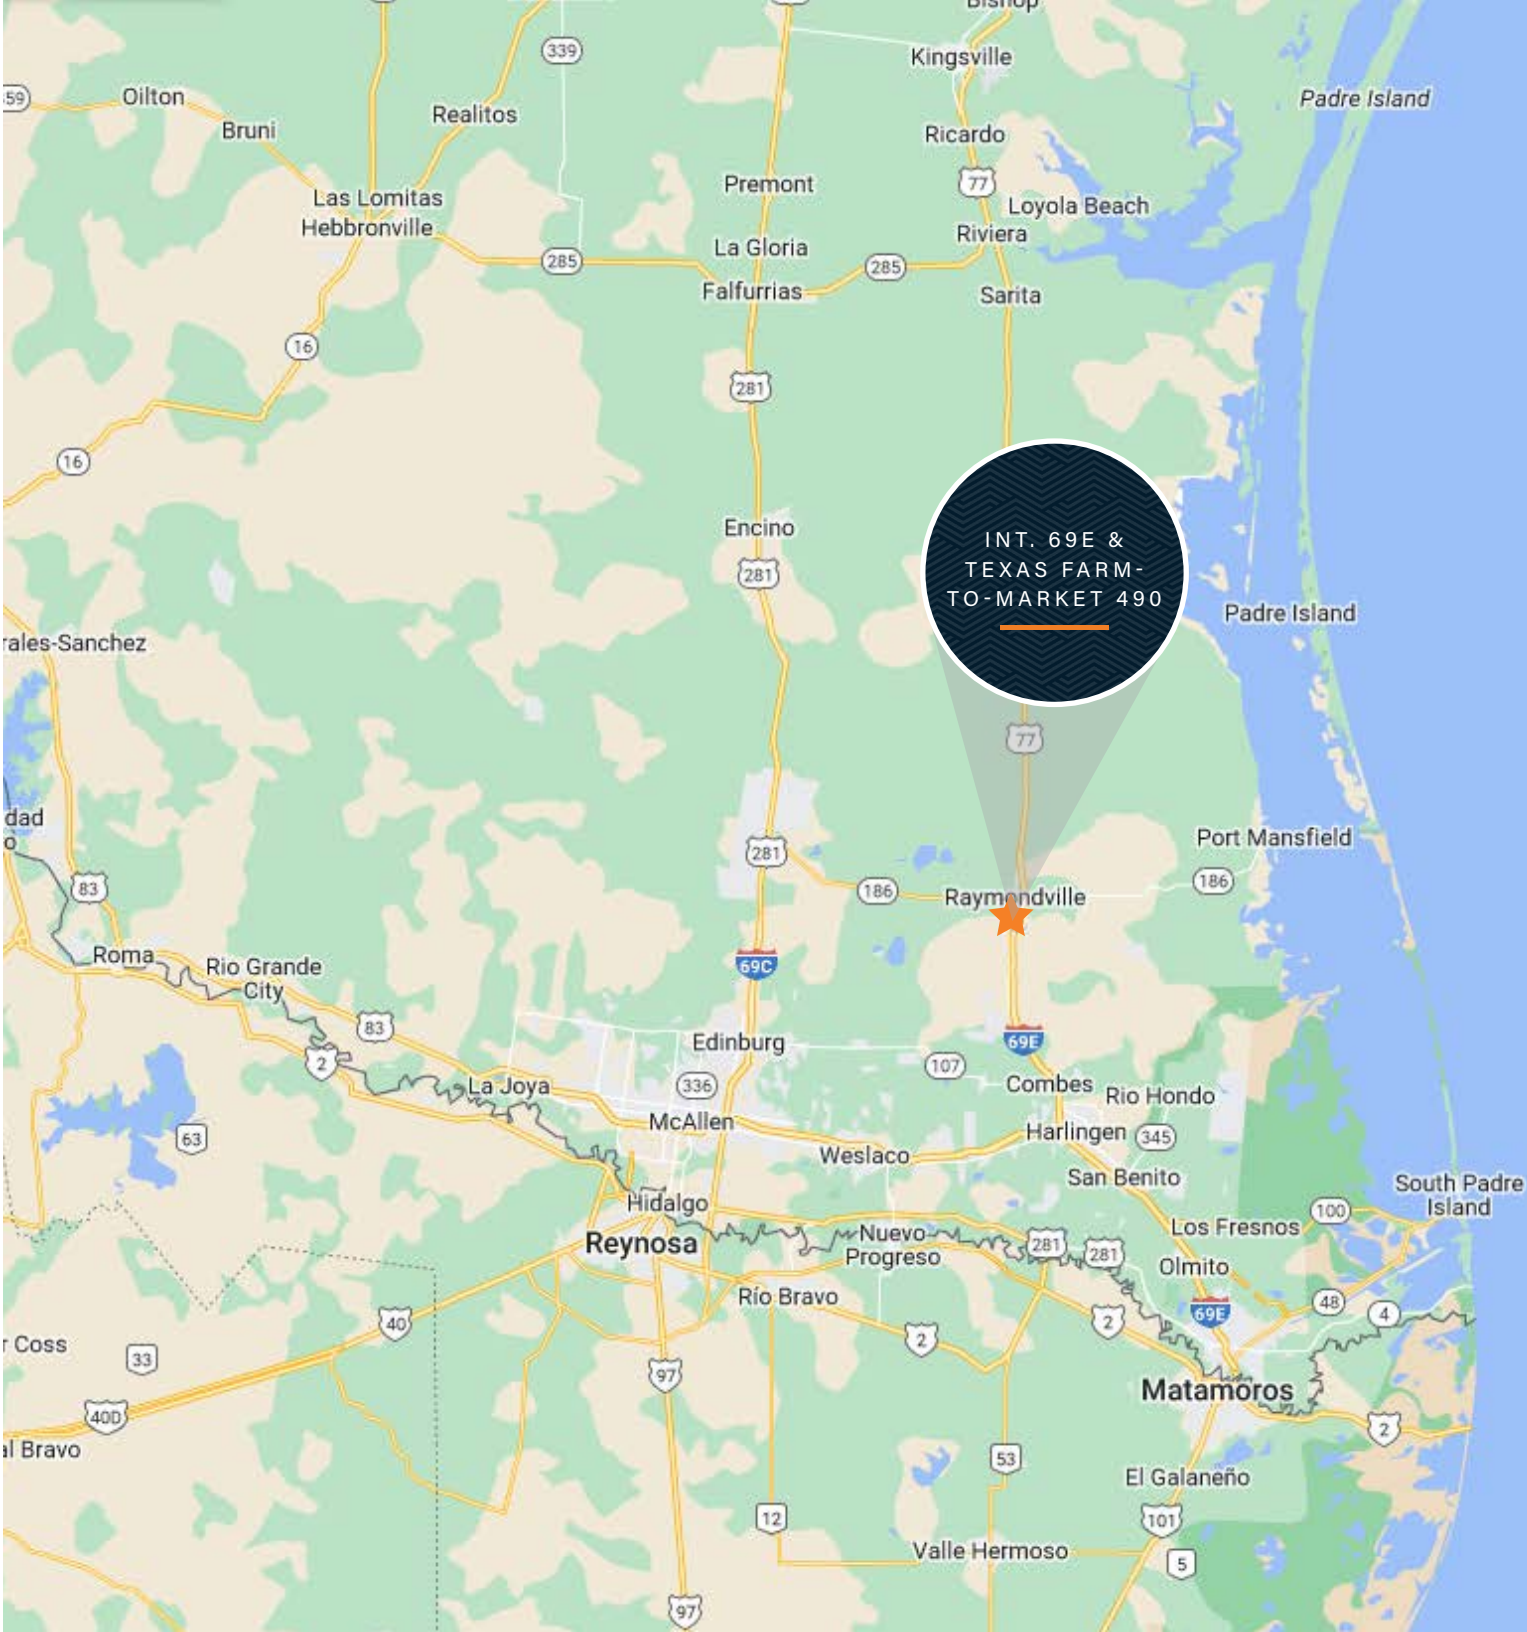 Bishop
Kingsville
339
59
Oilton
Padre Island
Realitos
Bruni
Ricardo
Premont
77
Las Lomitas
Loyola Beach
Hebbronville
Riviera
La Gloria
285
285
Falfurrias
Sarita
16
281
16
Encino
INT. 69E &
TEXAS FARM-
TO-MARKET 490
281
Padre Island
rales-Sanchez
77
dad
o
Port Mansfield
281
186
83
186
Raymondville
Roma
Rio Grande
City
69C
83
Edinburg
69E
2
107
La Joya
336
Combes
Rio Hondo
McAllen
63
Harlingen
345
Weslaco
San Benito
South Padre
Island
Hidalgo
100
Los Fresnos
Reynosa
Nuevo
Progreso
281
281
Olmito
Río Bravo
48
69E
4
40
2
2
r Coss
33
97
Matamoros
40D
2
al Bravo
53
El Galaneño
12
101
Valle Hermoso
5
97